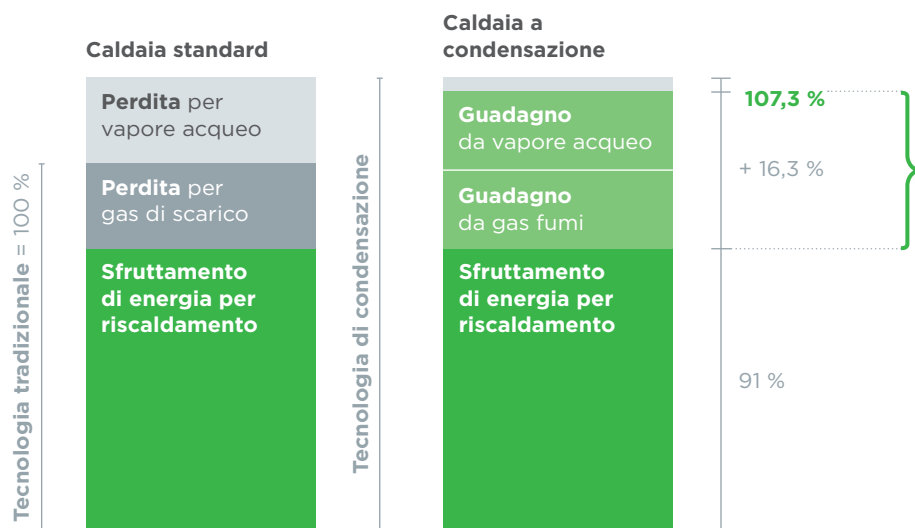 Caldaia standard
Caldaia a
condensazione
Tecnologia tradizionale = 100 %
Perdita per
vapore acqueo
Perdita per
gas di scarico
Sfruttamento
di energia per
riscaldamento
Tecnologia di condensazione
Guadagno
da vapore acqueo
Guadagno
da gas fumi
Sfruttamento
di energia per
riscaldamento
107,3 %
+ 16,3 %
91 %